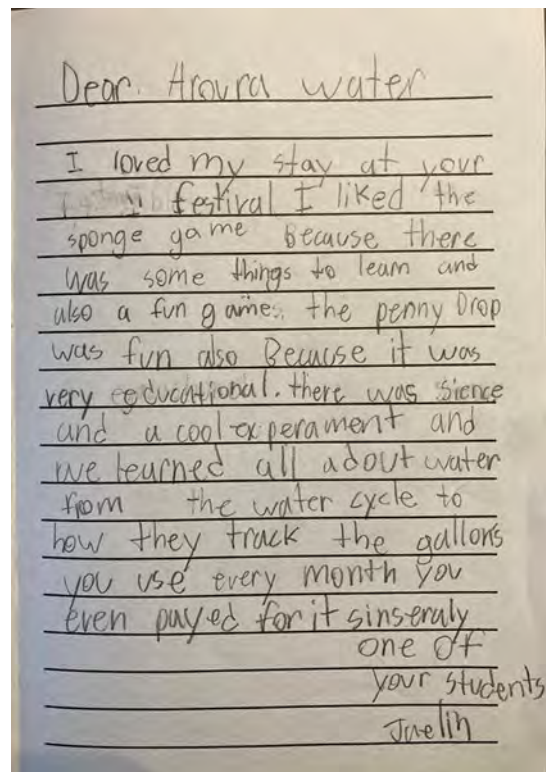 Dear Aroura water
I loved my stay at your
festival I liked the
sponge game Because there
was some things to learn and
also a fun games. the penny Drop
was fun also Because it was
very educational. there was sience
and a cool experament and
we learned all adout water
from the water cycle to
how they track the gallons
you use every month you
even payed for it sinseraly
one of
your students
Jaelin